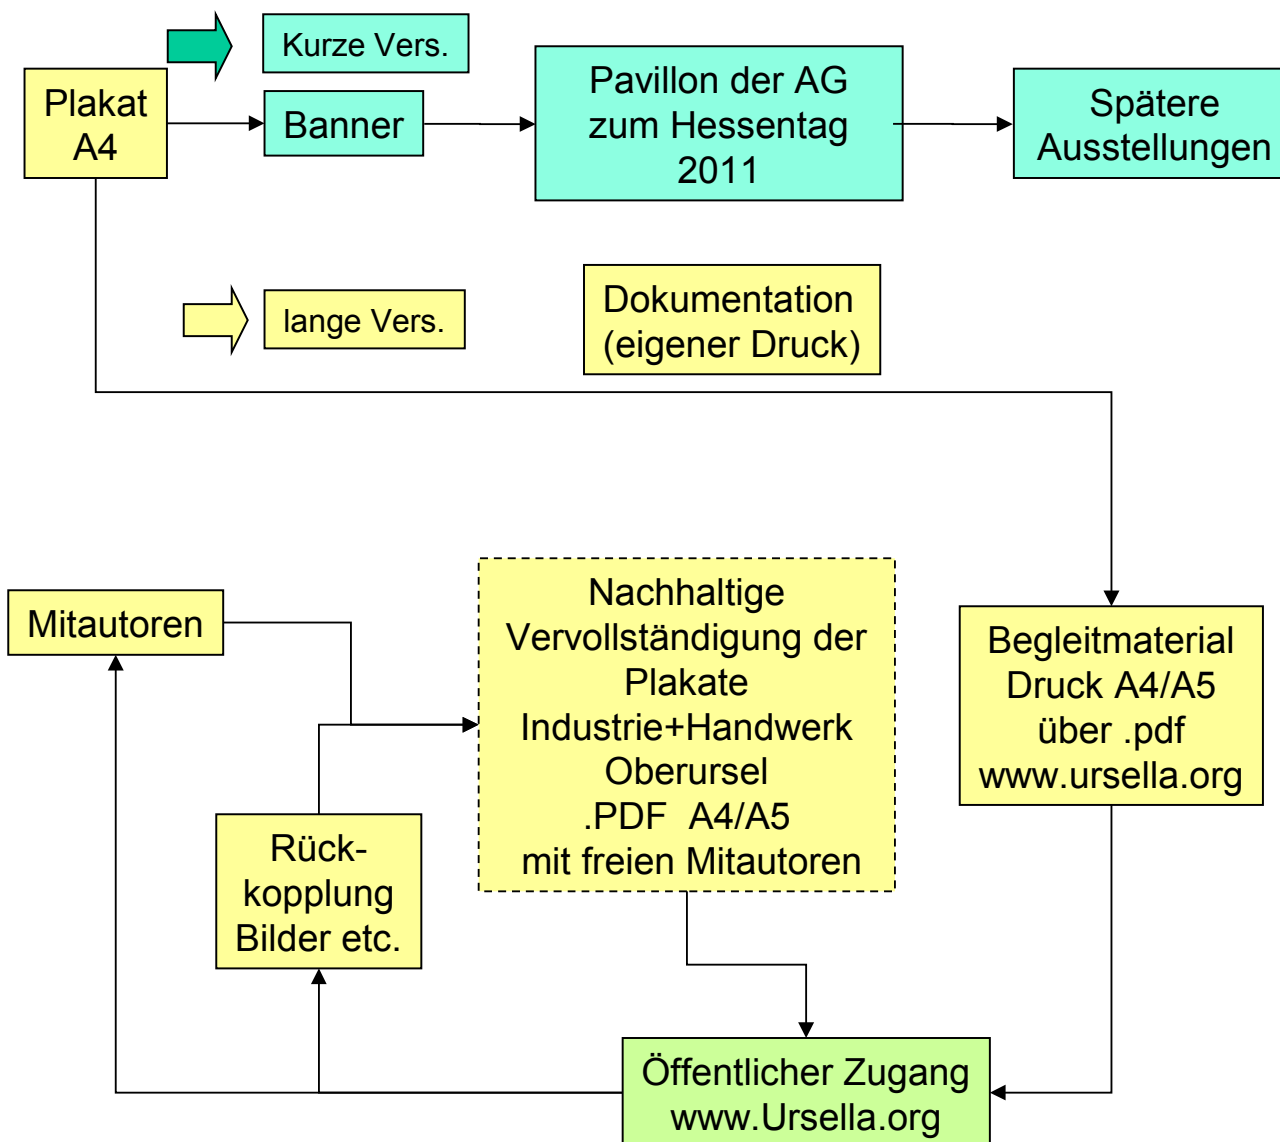 Kurze Vers.
Plakat
A4
Banner
Pavillon der AG
zum Hessentag
2011
Spätere
Ausstellungen
lange Vers.
Dokumentation
(eigener Druck)
Mitautoren
Nachhaltige
Vervollständigung der
Plakate
Industrie+Handwerk
Oberursel
.PDF A4/A5
mit freien Mitautoren
Begleitmaterial
Druck A4/A5
über .pdf
www.ursella.org
Rück-
kopplung
Bilder etc.
Öffentlicher Zugang
www.Ursella.org